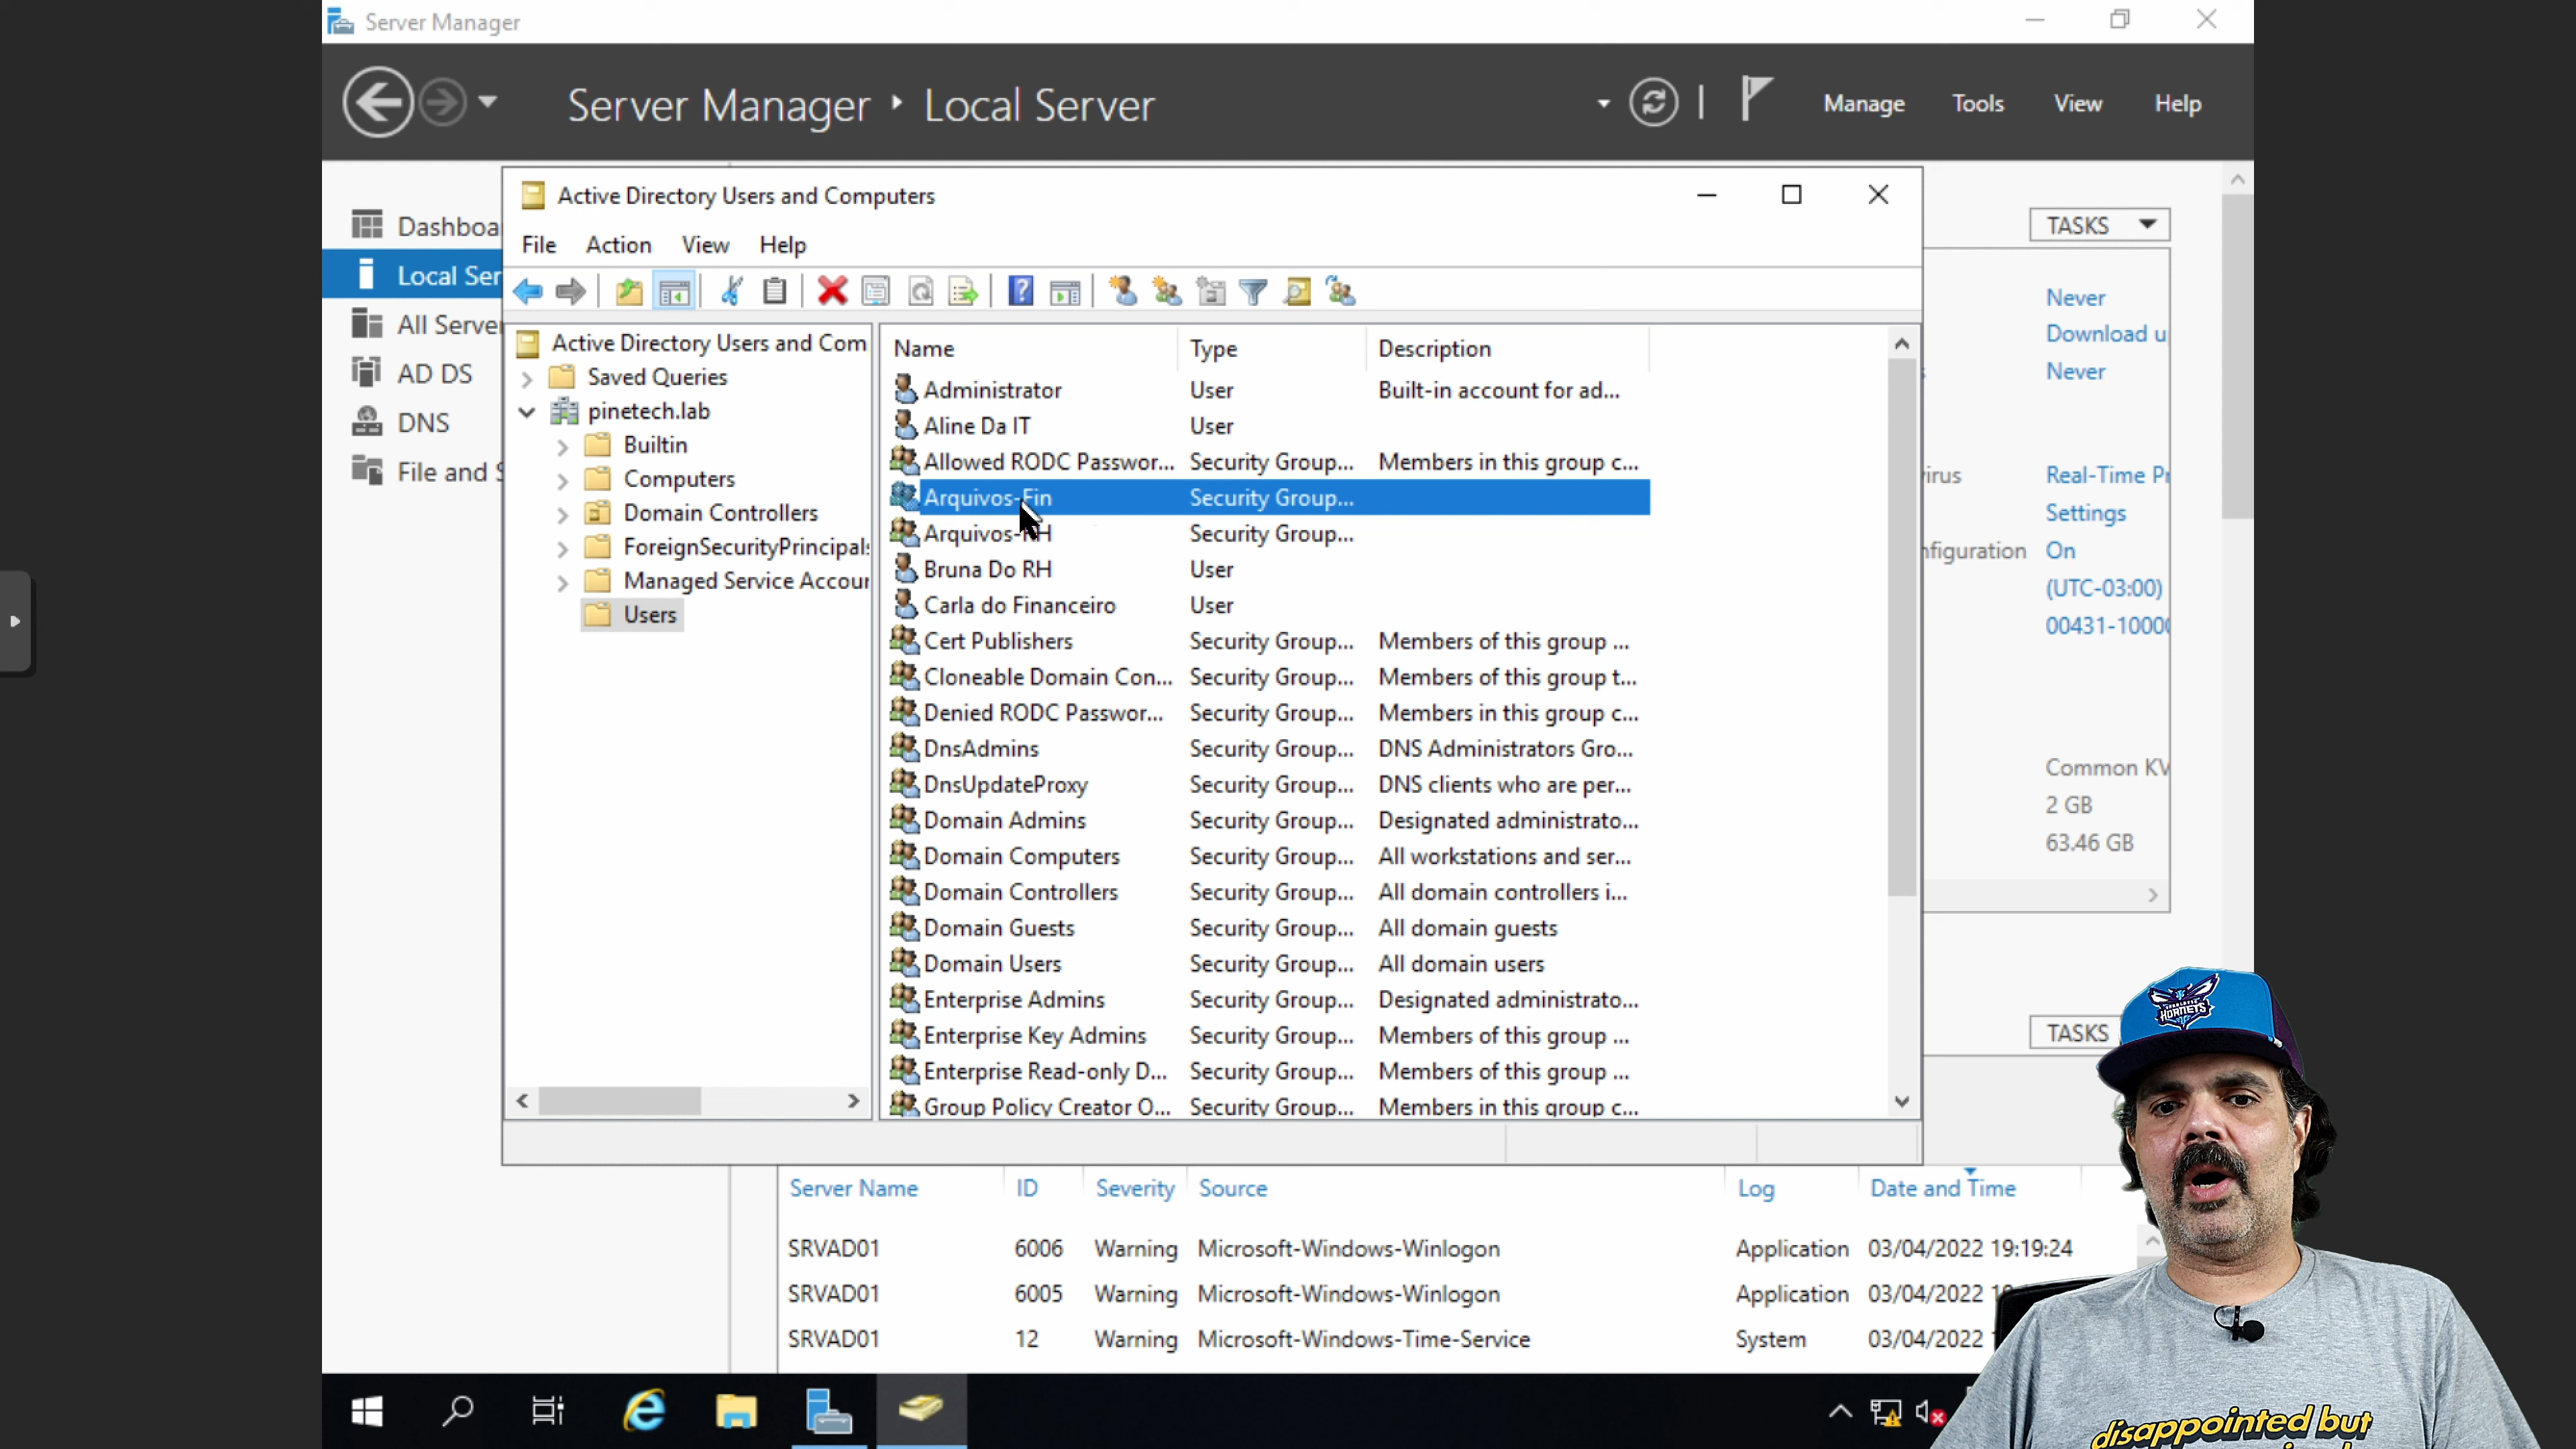 Server Manager
Server Manager ‣ Local Server
Manage Tools View Help
Dashboa
Local Ser
All Server
AD DS
DNS
File and S
Active Directory Users and Computers
File Action View Help
Active Directory Users and Com
Saved Queries
pinetech.lab
Builtin
Computers
Domain Controllers
ForeignSecurityPrincipals
Managed Service Accour
Users
Name Type Description
Administrator User Built-in account for ad...
Aline Da IT User
Allowed RODC Passwor... Security Group... Members in this group c...
Arquivos-Fin Security Group...
Arquivos-RH Security Group...
Bruna Do RH User
Carla do Financeiro User
Cert Publishers Security Group... Members of this group ...
Cloneable Domain Con... Security Group... Members of this group t...
Denied RODC Passwor... Security Group... Members in this group c...
DnsAdmins Security Group... DNS Administrators Gro...
DnsUpdateProxy Security Group... DNS clients who are per...
Domain Admins Security Group... Designated administrato...
Domain Computers Security Group... All workstations and ser...
Domain Controllers Security Group... All domain controllers i...
Domain Guests Security Group... All domain guests
Domain Users Security Group... All domain users
Enterprise Admins Security Group... Designated administrato...
Enterprise Key Admins Security Group... Members of this group ...
Enterprise Read-only D... Security Group... Members of this group ...
Group Policy Creator O... Security Group... Members in this group c...
TASKS
Never
Download u
Never
irus Real-Time Pr
Settings
nfiguration On
(UTC-03:00)
00431-1000
Common KV
2 GB
63.46 GB
TASKS
Server Name ID Severity Source Log Date and Time
SRVAD01 6006 Warning Microsoft-Windows-Winlogon Application 03/04/2022 19:19:24
SRVAD01 6005 Warning Microsoft-Windows-Winlogon Application 03/04/2022
SRVAD01 12 Warning Microsoft-Windows-Time-Service System 03/04/2022
HORNETS
disappointed but